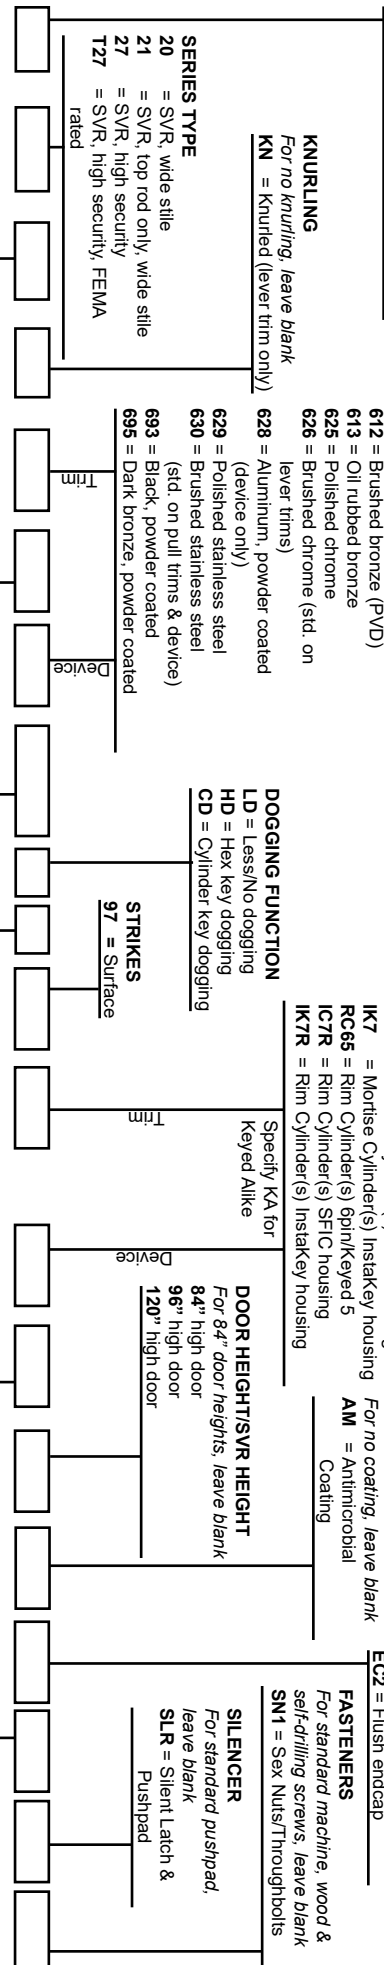 SERIES TYPE
20 = SVR, wide stile
21 = SVR, top rod only, wide stile
27 = SVR, high security
T27 = SVR, high security, FEMA
rated
KNURLING
For no knurling, leave blank
KN = Knurled (lever trim only)
612 = Brushed bronze (PVD)
613 = Oil rubbed bronze
625 = Polished chrome
626 = Brushed chrome (std. on
lever trims)
628 = Aluminum, powder coated
(device only)
629 = Polished stainless steel
630 = Brushed stainless steel
(std. on pull trims & device)
693 = Black, powder coated
695 = Dark bronze, powder coated
Trim
Device
DOGGING FUNCTION
LD = Less/No dogging
HD = Hex key dogging
CD = Cylinder key dogging
STRIKES
97 = Surface
IK7 = Mortise Cylinder(s) InstaKey housing
RC65 = Rim Cylinder(s) 6pin/Keyed 5
IC7R = Rim Cylinder(s) SFIC housing
IK7R = Rim Cylinder(s) InstaKey housing
Specify KA for
Keyed Alike
Trim
Device
DOOR HEIGHT/SVR HEIGHT
For 84" door heights, leave blank
84" high door
96" high door
120" high door
For no coating, leave blank
AM = Antimicrobial
Coating
EC2 = Flush endcap
FASTENERS
For standard machine, wood &
self-drilling screws, leave blank
SN1 = Sex Nuts/Throughbolts
SILENCER
For standard pushpad,
leave blank
SLR = Silent Latch &
Pushpad